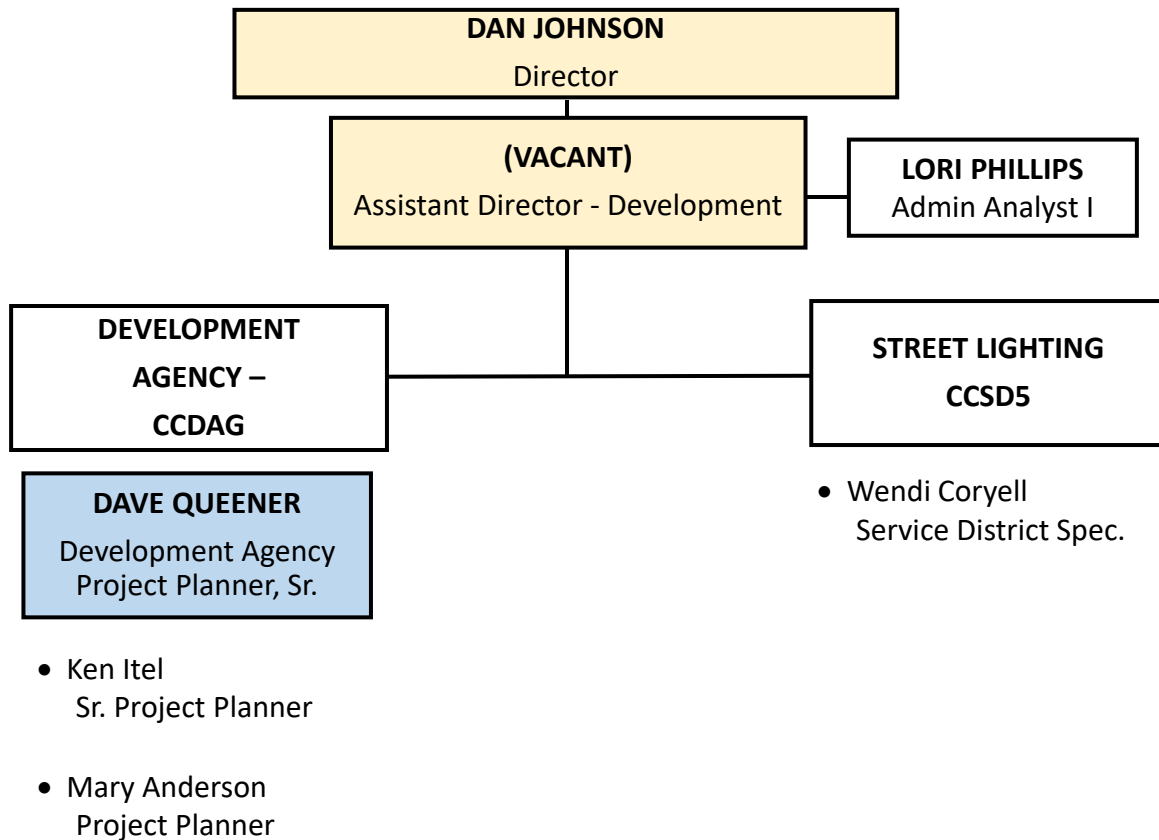 DAN JOHNSON
Director
(VACANT)
Assistant Director - Development
LORI PHILLIPS
Admin Analyst I
DEVELOPMENT
AGENCY –
CCDAG
STREET LIGHTING
CCSD5
DAVE QUEENER
Development Agency
Project Planner, Sr.
• Wendi Coryell
Service District Spec.
• Ken Itel
Sr. Project Planner
• Mary Anderson
Project Planner